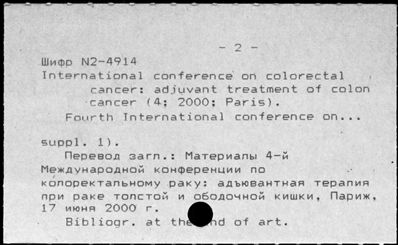 - 2 -
Шифр N2-4914
International conference on colorectal
cancer: adjuvant treatment of colon
cancer (4; 2000; Paris).
Fourth International conference on...
suppl. 1).
Перевод загл.: Материалы 4-й
Международной конференции по
колоректальному раку: адъювантная терапия
при раке толстой и ободочной кишки, Париж,
17 июня 2000 г.
Bibliogr. at the end of art.